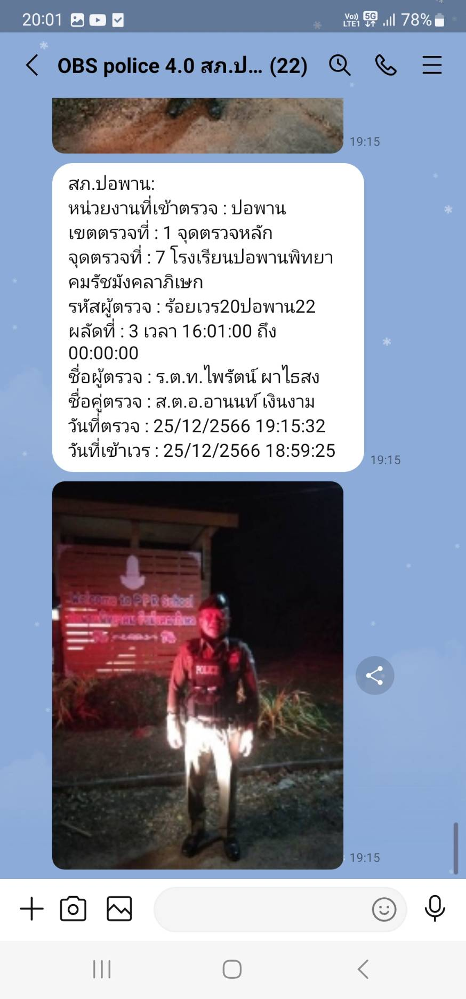 20:01
Vo))
LTE1
5G
78%
OBS police 4.0 สภ.ป... (22)
19:15
สภ.ปอพาน:
หน่วยงานที่เข้าตรวจ : ปอพาน
เขตตรวจที่ : 1 จุดตรวจหลัก
จุดตรวจที่ : 7 โรงเรียนปอพานพิทยา
คมรัชมังคลาภิเษก
รหัสผู้ตรวจ : ร้อยเวร20ปอพาน22
ผลัดที่ : 3 เวลา 16:01:00 ถึง
00:00:00
ชื่อผู้ตรวจ : ร.ต.ท.ไพรัตน์ ผาไธสง
ชื่อคู่ตรวจ : ส.ต.อ.อานนท์ เงินงาม
วันที่ตรวจ : 25/12/2566 19:15:32
วันที่เข้าเวร : 25/12/2566 18:59:25
19:15
Welcome to PPR School
POLICE
19:15